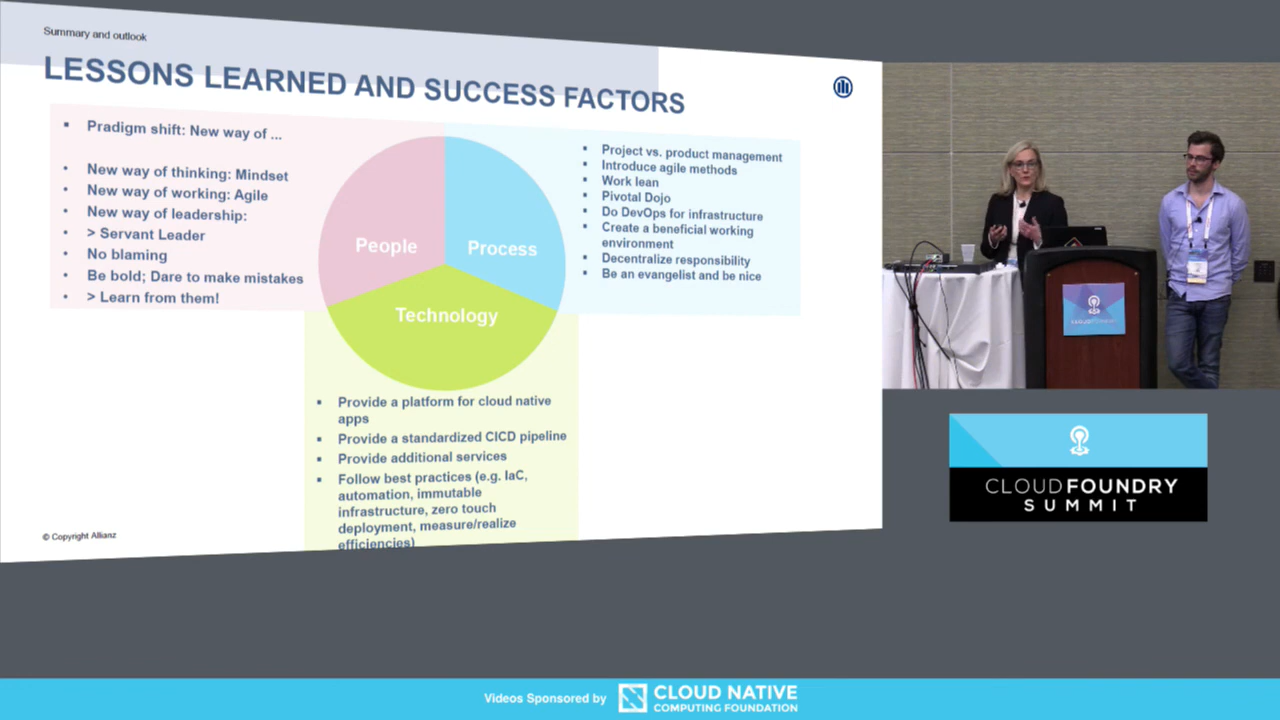 Summary and outlook
LESSONS LEARNED AND SUCCESS FACTORS
Pradigm shift: New way of ...
New way of thinking: Mindset
New way of working: Agile
New way of leadership:
> Servant Leader
No blaming
Be bold; Dare to make mistakes
> Learn from them!
People
Process
Technology
Project vs. product management
Introduce agile methods
Work lean
Pivotal Dojo
Do DevOps for infrastructure
Create a beneficial working
environment
Decentralize responsibility
Be an evangelist and be nice
Provide a platform for cloud native
apps
Provide a standardized CICD pipeline
Provide additional services
Follow best practices (e.g. IaC,
automation, immutable
infrastructure, zero touch
deployment, measure/realize
efficiencies)
© Copyright Allianz
CLOUDFOUNDRY
SUMMIT
Videos Sponsored by
CLOUD NATIVE
COMPUTING FOUNDATION